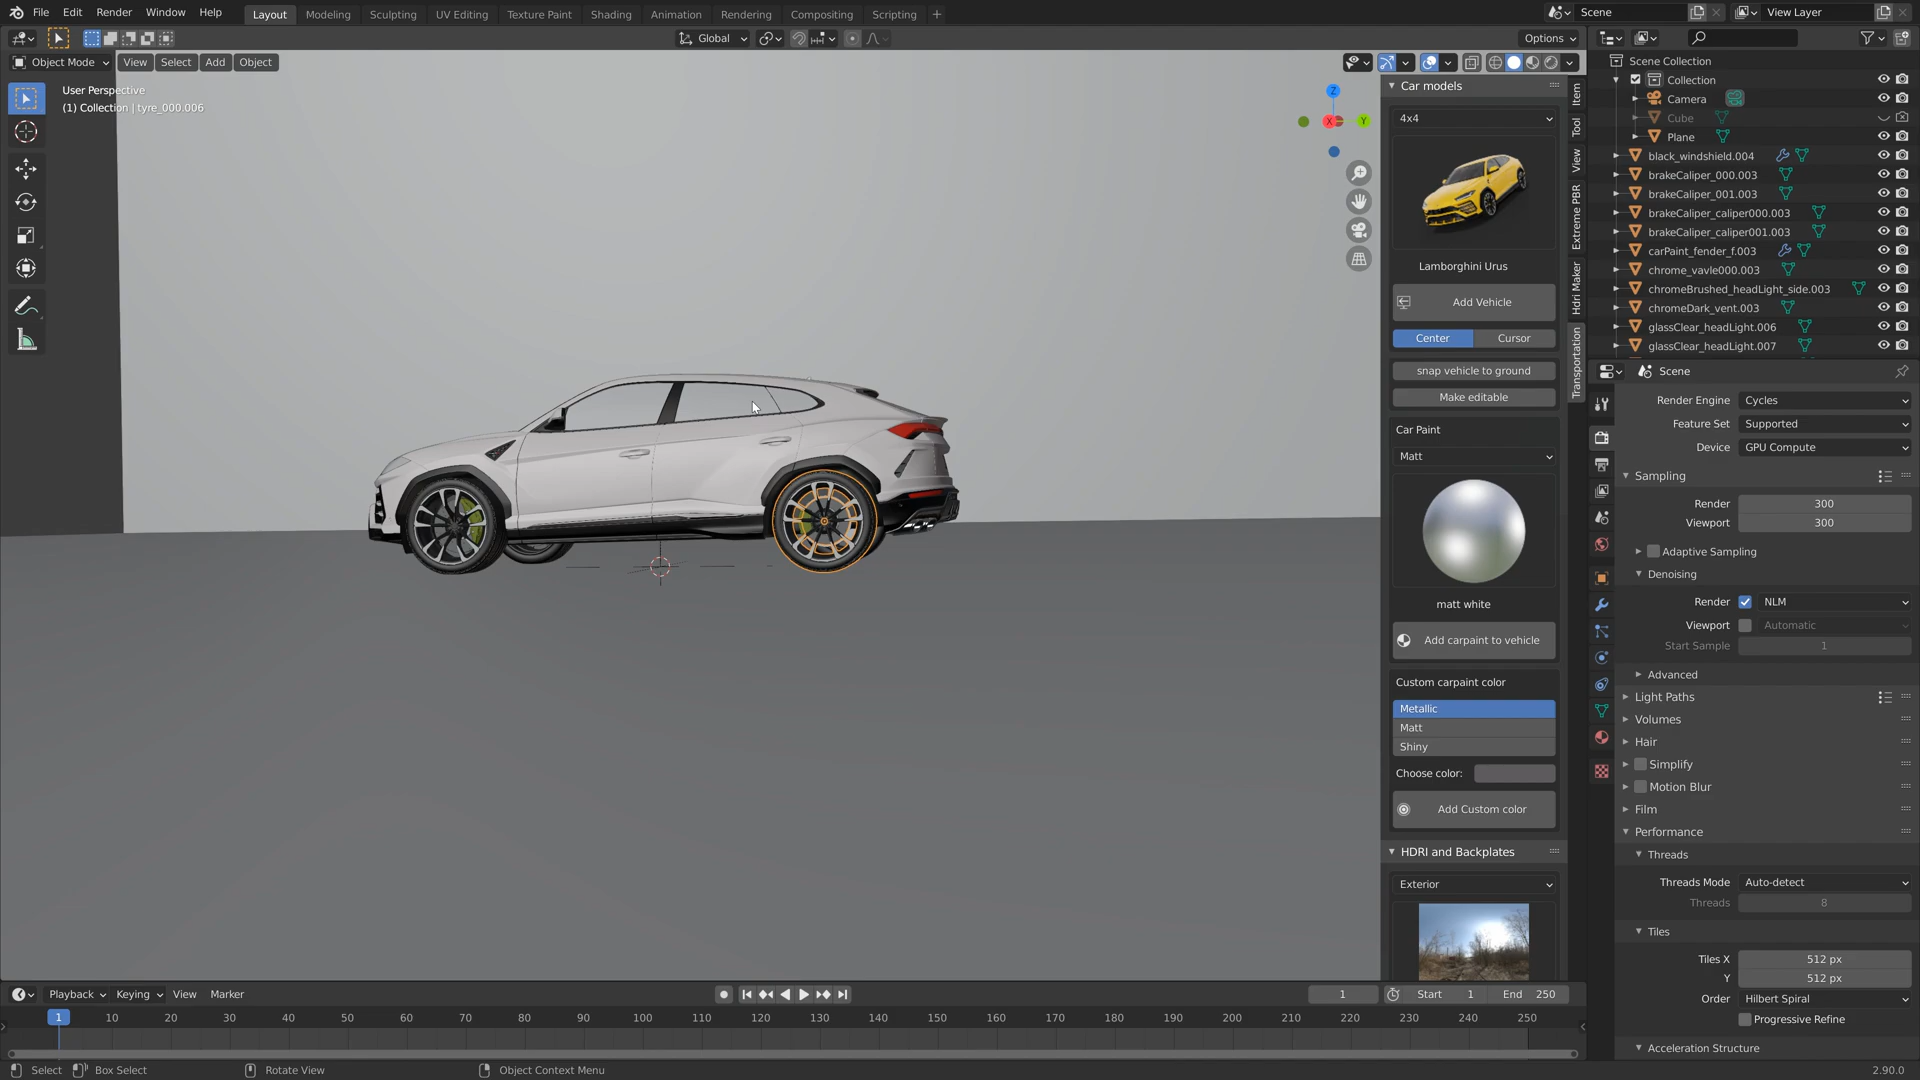 File Edit Render Window Help Layout Modeling Sculpting UV Editing Texture Paint Shading Animation Rendering Compositing Scripting + Scene View Layer
Global Options
Object Mode View Select Add Object
User Perspective
(1) Collection | tyre_000.006
Z
X Y
Car models
4x4
Lamborghini Urus
Add Vehicle
Center Cursor
snap vehicle to ground
Make editable
Car Paint
Matt
matt white
Add carpaint to vehicle
Custom carpaint color
Metallic
Matt
Shiny
Choose color:
Add Custom color
HDRI and Backplates
Exterior
Item
Tool
View
Extreme PBR
Hdri Maker
Transportation
Scene Collection
Collection
Camera
Cube
Plane
black_windshield.004
brakeCaliper_000.003
brakeCaliper_001.003
brakeCaliper_caliper000.003
brakeCaliper_caliper001.003
carPaint_fender_f.003
chrome_vavle000.003
chromeBrushed_headLight_side.003
chromeDark_vent.003
glassClear_headLight.006
glassClear_headLight.007
Scene
Render Engine Cycles
Feature Set Supported
Device GPU Compute
Sampling
Render 300
Viewport 300
Adaptive Sampling
Denoising
Render NLM
Viewport Automatic
Start Sample 1
Advanced
Light Paths
Volumes
Hair
Simplify
Motion Blur
Film
Performance
Threads
Threads Mode Auto-detect
Threads 8
Tiles
Tiles X 512 px
Y 512 px
Order Hilbert Spiral
Progressive Refine
Acceleration Structure
Playback Keying View Marker 1 Start 1 End 250
1 10 20 30 40 50 60 70 80 90 100 110 120 130 140 150 160 170 180 190 200 210 220 230 240 250
Select Box Select Rotate View Object Context Menu 2.90.0